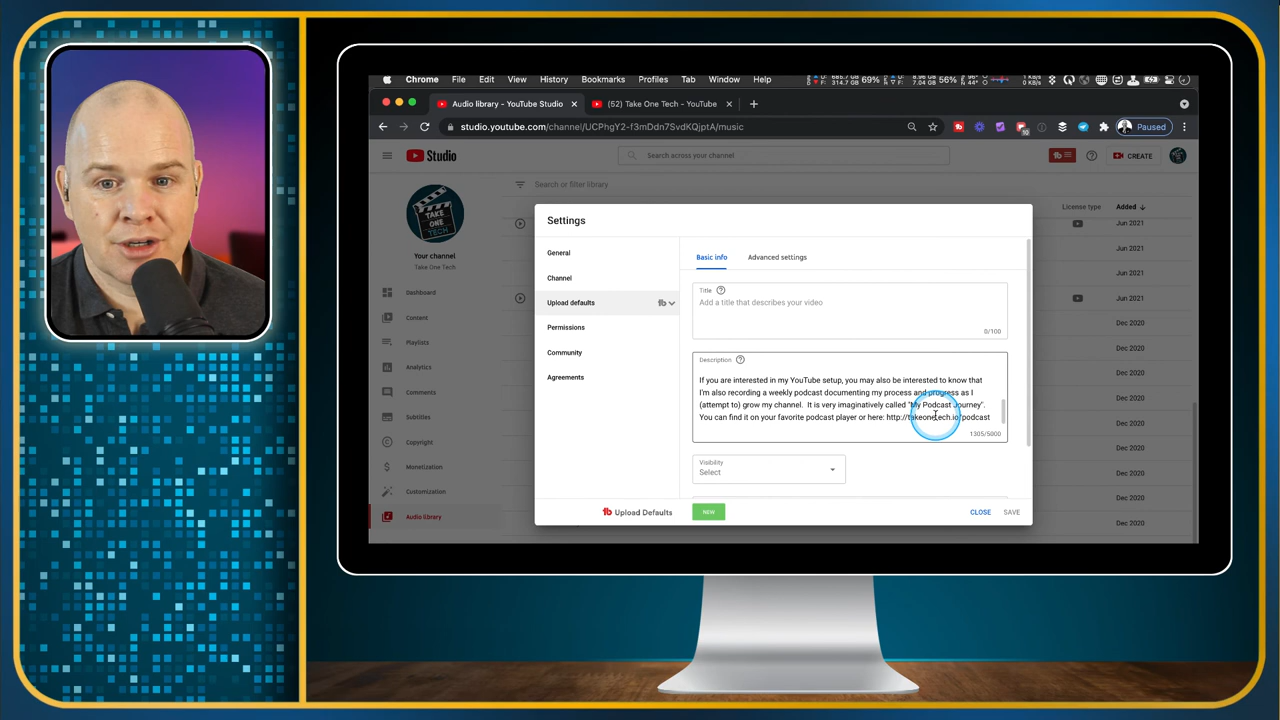 Chrome File Edit View History Bookmarks Profiles Tab Window Help
69%
56%
Audio library - YouTube Studio
(52) Take One Tech - YouTube
studio.youtube.com/channel/UCPhgY2-f3mDdn7SvdKQjptA/music
Paused
Studio
Search across your channel
CREATE
TAKE
ONE
TECH
Your channel
Take One Tech
Dashboard
Content
Playlists
Analytics
Comments
Subtitles
Copyright
Monetization
Customization
Audio library
Search or filter library
License type
Added
Jun 2021
Jun 2021
Jun 2021
Jun 2021
Dec 2020
Dec 2020
Dec 2020
Dec 2020
Dec 2020
Dec 2020
Dec 2020
Dec 2020
Dec 2020
Settings
General
Channel
Upload defaults
Permissions
Community
Agreements
Basic info
Advanced settings
Title
Add a title that describes your video
0/100
Description
If you are interested in my YouTube setup, you may also be interested to know that
I'm also recording a weekly podcast documenting my process and progress as I
(attempt to) grow my channel. It is very imaginatively called "My Podcast Journey".
You can find it on your favorite podcast player or here: http://takeonetech.io/podcast
1305/5000
Visibility
Select
Upload Defaults
NEW
CLOSE
SAVE